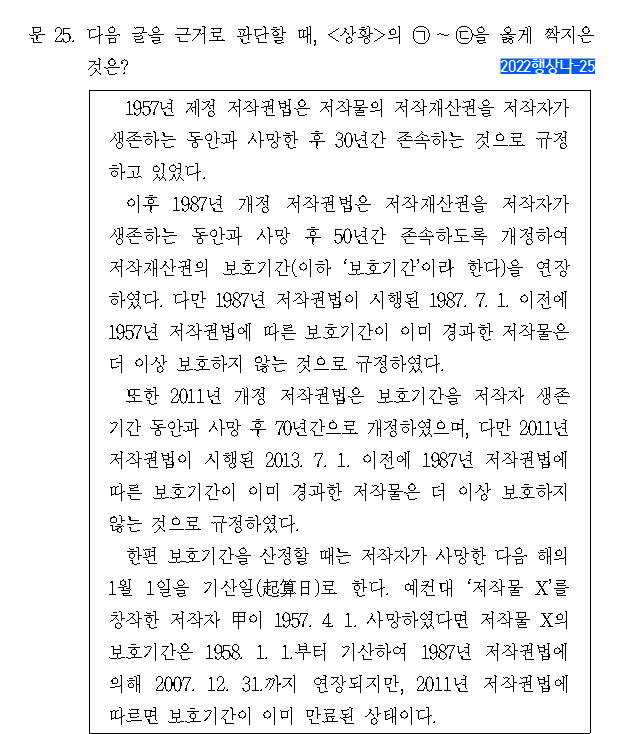 문 25. 다음 글을 근거로 판단할 때, <상황>의 ㉠~㉢을 옳게 짝지은
것은?
2022행상나-25
1957년 제정 저작권법은 저작물의 저작재산권을 저작자가
생존하는 동안과 사망한 후 30년간 존속하는 것으로 규정
하고 있었다.
이후 1987년 개정 저작권법은 저작재산권을 저작자가
생존하는 동안과 사망 후 50년간 존속하도록 개정하여
저작재산권의 보호기간(이하 ‘보호기간’이라 한다)을 연장
하였다. 다만 1987년 저작권법이 시행된 1987. 7. 1. 이전에
1957년 저작권법에 따른 보호기간이 이미 경과한 저작물은
더 이상 보호하지 않는 것으로 규정하였다.
또한 2011년 개정 저작권법은 보호기간을 저작자 생존
기간 동안과 사망 후 70년간으로 개정하였으며, 다만 2011년
저작권법이 시행된 2013. 7. 1. 이전에 1987년 저작권법에
따른 보호기간이 이미 경과한 저작물은 더 이상 보호하지
않는 것으로 규정하였다.
한편 보호기간을 산정할 때는 저작자가 사망한 다음 해의
1월 1일을 기산일(起算日)로 한다. 예컨대 ‘저작물 X’를
창작한 저작자 甲이 1957. 4. 1. 사망하였다면 저작물 X의
보호기간은 1958. 1. 1.부터 기산하여 1987년 저작권법에
의해 2007. 12. 31.까지 연장되지만, 2011년 저작권법에
따르면 보호기간이 이미 만료된 상태이다.